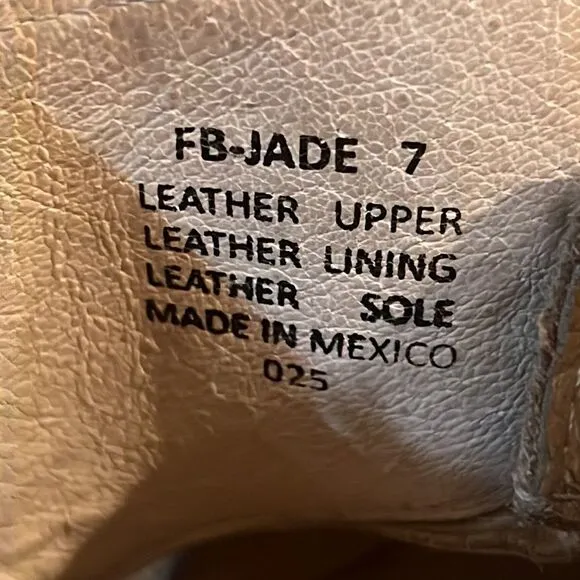 FB-JADE 7
LEATHER UPPER
LEATHER LINING
LEATHER SOLE
MADE IN MEXICO
025